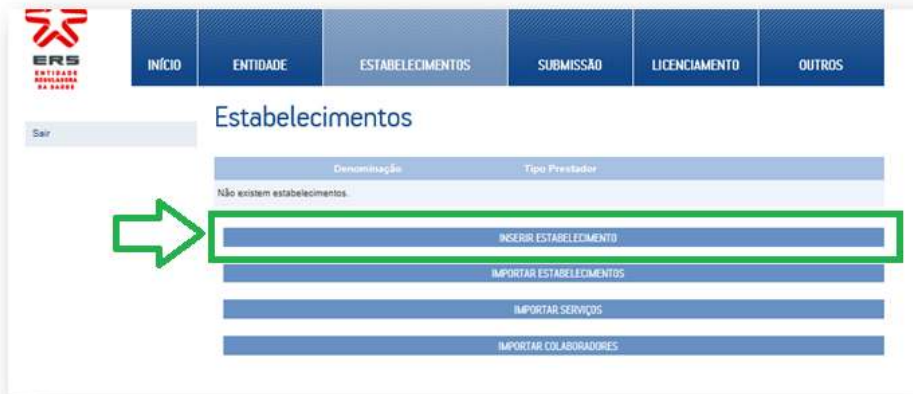 ERS
ENTIDADE
REGULADORA
DA SAÚDE
INÍCIO ENTIDADE ESTABELECIMENTOS SUBMISSÃO LICENCIAMENTO OUTROS
Sair
Estabelecimentos
Denominação Tipo Prestador
Não existem estabelecimentos.
INSERIR ESTABELECIMENTO
IMPORTAR ESTABELECIMENTOS
IMPORTAR SERVIÇOS
IMPORTAR COLABORADORES